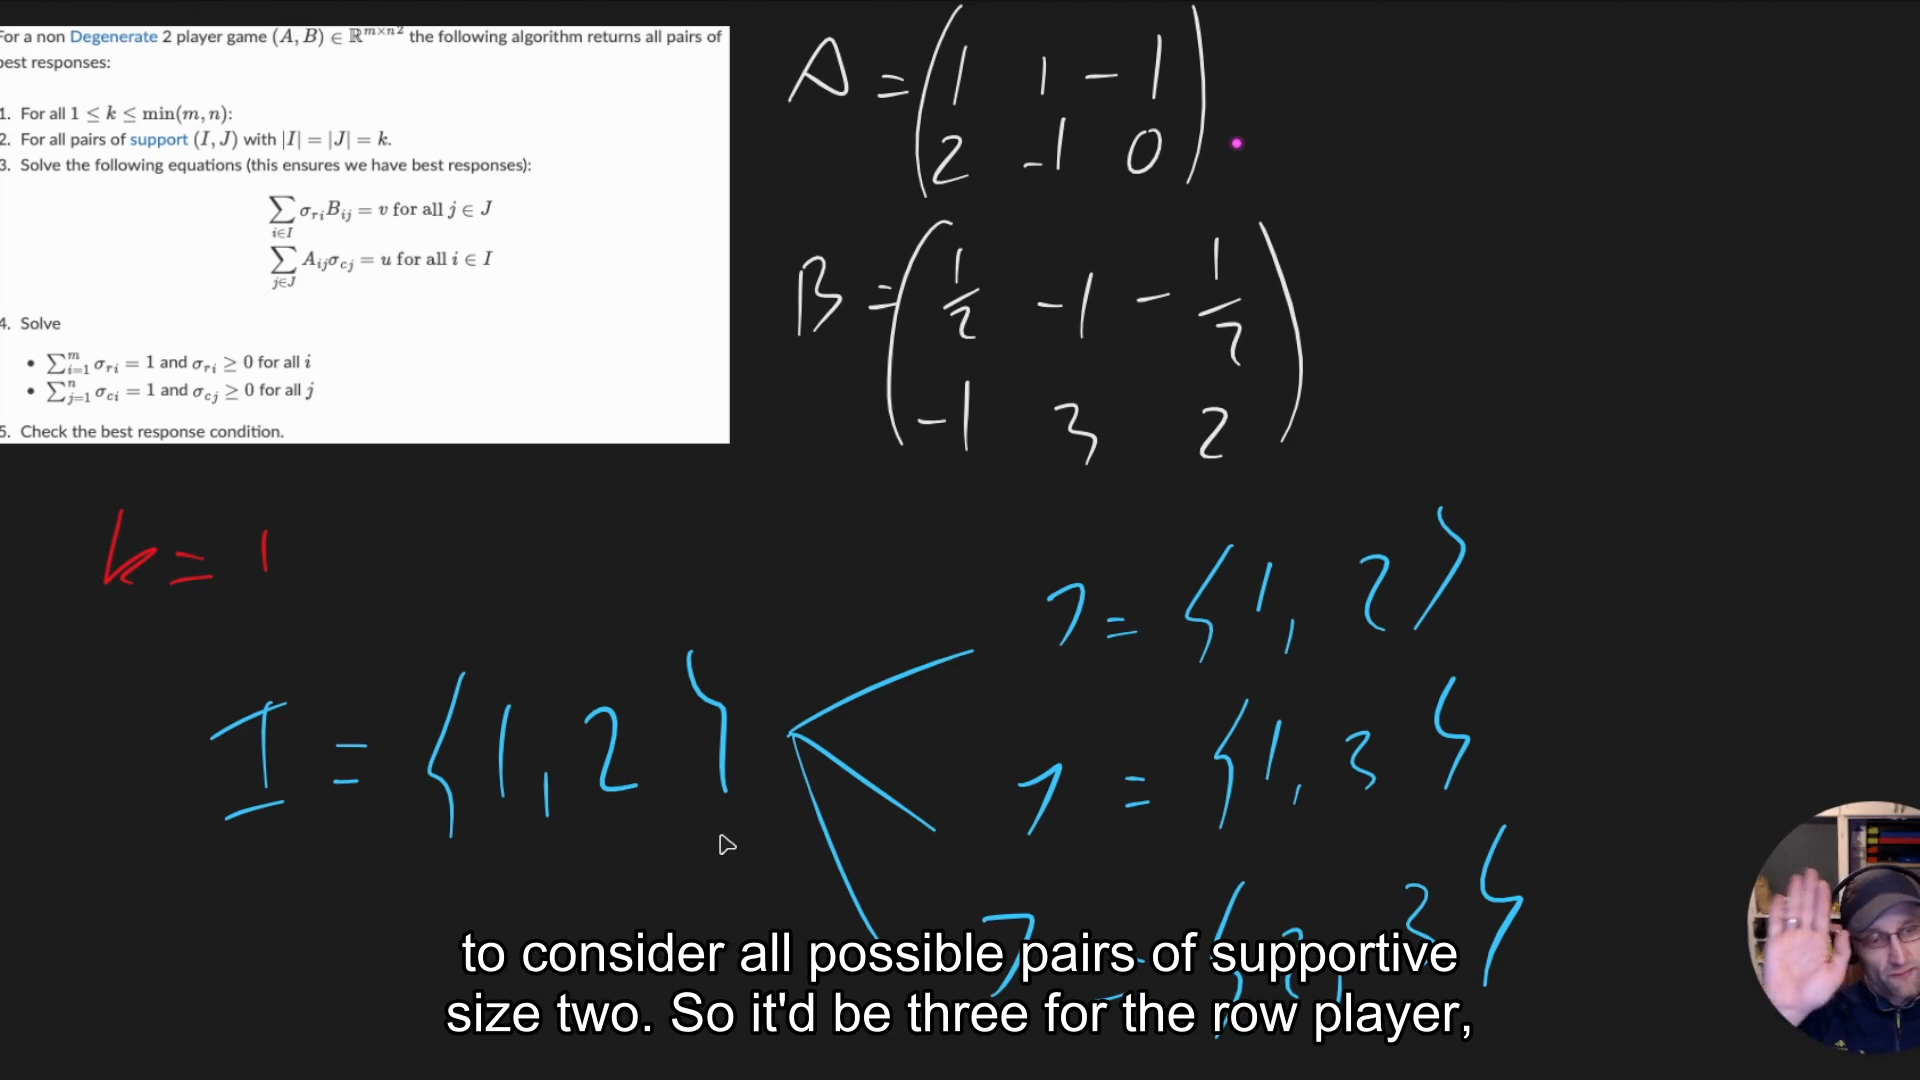 For a non Degenerate 2 player game (A, B) ∈ ℝ^{m×n^2} the following algorithm returns all pairs of
best responses:
1. For all 1 ≤ k ≤ min(m, n):
2. For all pairs of support (I, J) with |I| = |J| = k.
3. Solve the following equations (this ensures we have best responses):
∑_{i∈I} σ_{ri}B_{ij} = v for all j ∈ J
∑_{j∈J} A_{ij}σ_{cj} = u for all i ∈ I
4. Solve
• ∑_{i=1}^{m} σ_{ri} = 1 and σ_{ri} ≥ 0 for all i
• ∑_{j=1}^{n} σ_{ci} = 1 and σ_{cj} ≥ 0 for all j
5. Check the best response condition.
A = ( 1 1 -1
2 -1 0 )
B = ( 1/2 -1 -1/2
-1 3 2 )
k = 1
J = {1, 2}
I = {1, 2}
J = {1, 3}
J = {2, 3}
to consider all possible pairs of supportive
size two. So it'd be three for the row player,